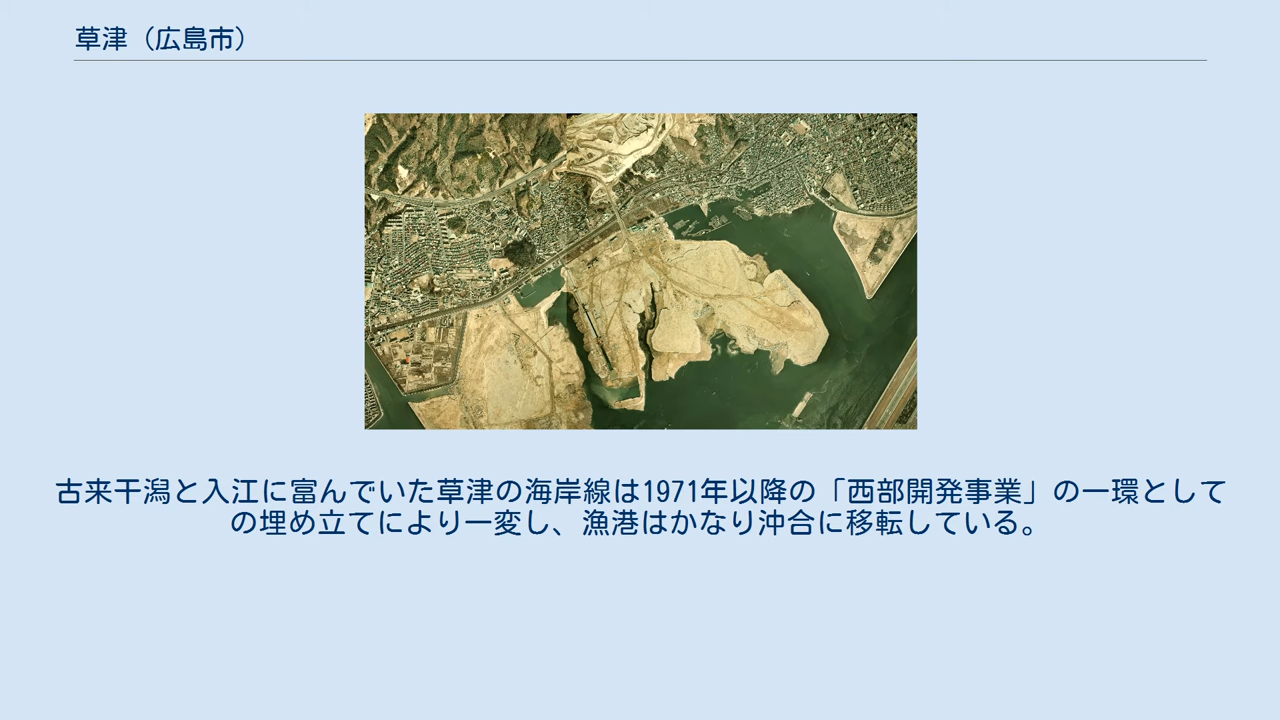 草津（広島市）
古来干潟と入江に富んでいた草津の海岸線は1971年以降の「西部開発事業」の一環として
の埋め立てにより一変し、漁港はかなり沖合に移転している。